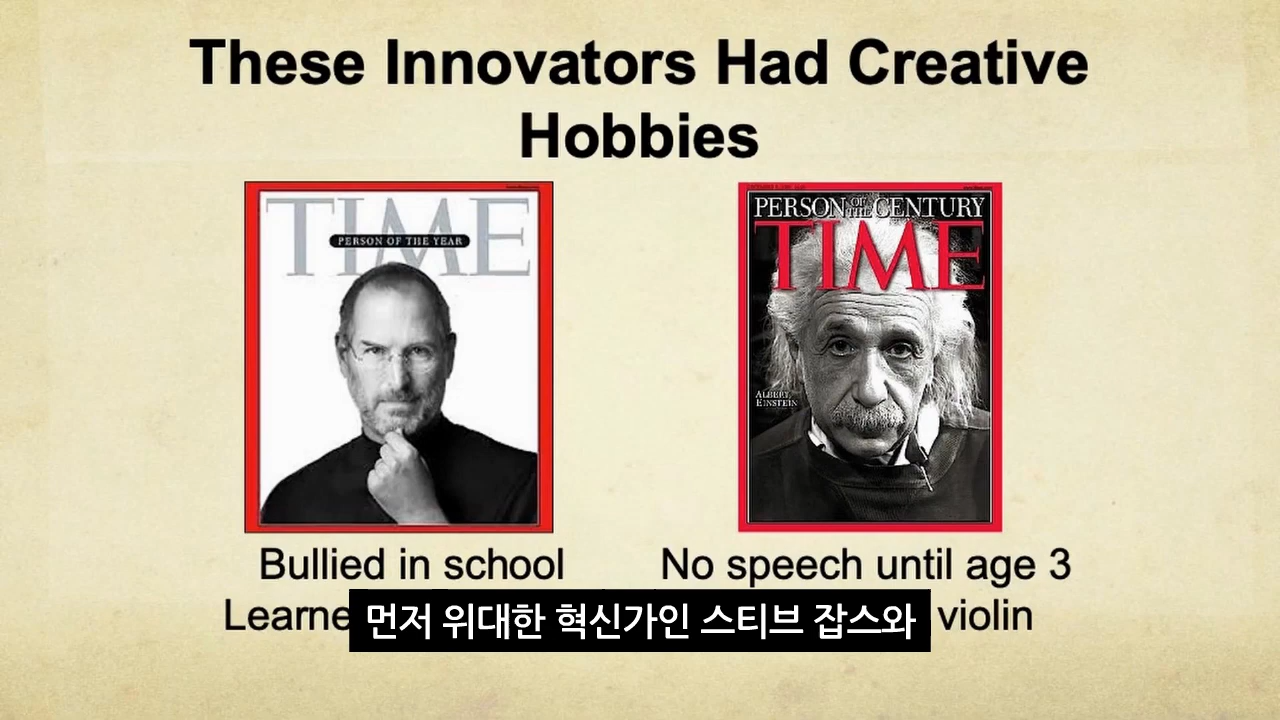 These Innovators Had Creative
Hobbies
TIME
PERSON OF THE YEAR
PERSON OF THE CENTURY
TIME
ALBERT
EINSTEIN
Bullied in school
No speech until age 3
violin
먼저 위대한 혁신가인 스티브 잡스와